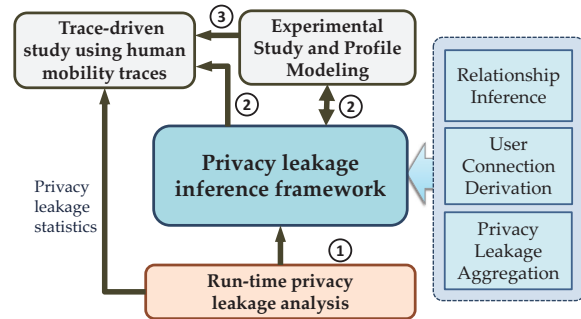 Trace-driven
study using human
mobility traces
③
Experimental
Study and Profile
Modeling
②
②
Relationship
Inference
User
Connection
Derivation
Privacy
Leakage
Aggregation
Privacy leakage
inference framework
Privacy
leakage
statistics
①
Run-time privacy
leakage analysis